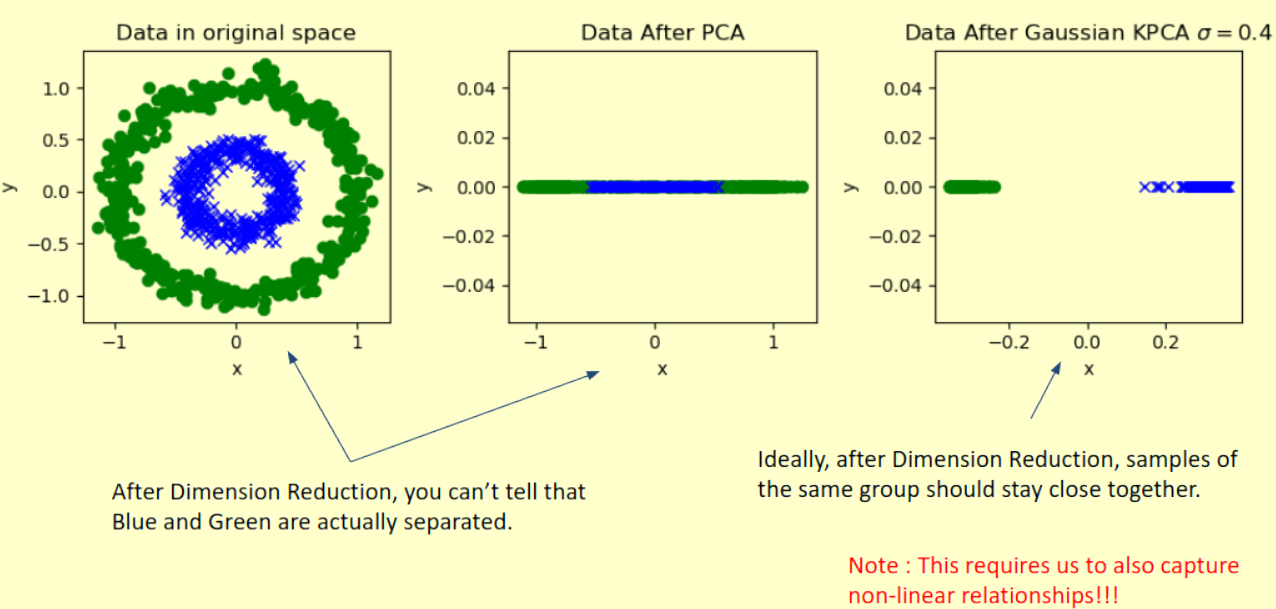 Data in original space
1.0
0.5
0.0
−0.5
−1.0
y
−1 0 1
x
Data After PCA
0.04
0.02
0.00
−0.02
−0.04
y
−1 0 1
x
Data After Gaussian KPCA σ = 0.4
0.04
0.02
0.00
−0.02
−0.04
y
−0.2 0.0 0.2
x
After Dimension Reduction, you can’t tell that
Blue and Green are actually separated.
Ideally, after Dimension Reduction, samples of
the same group should stay close together.
Note : This requires us to also capture
non-linear relationships!!!